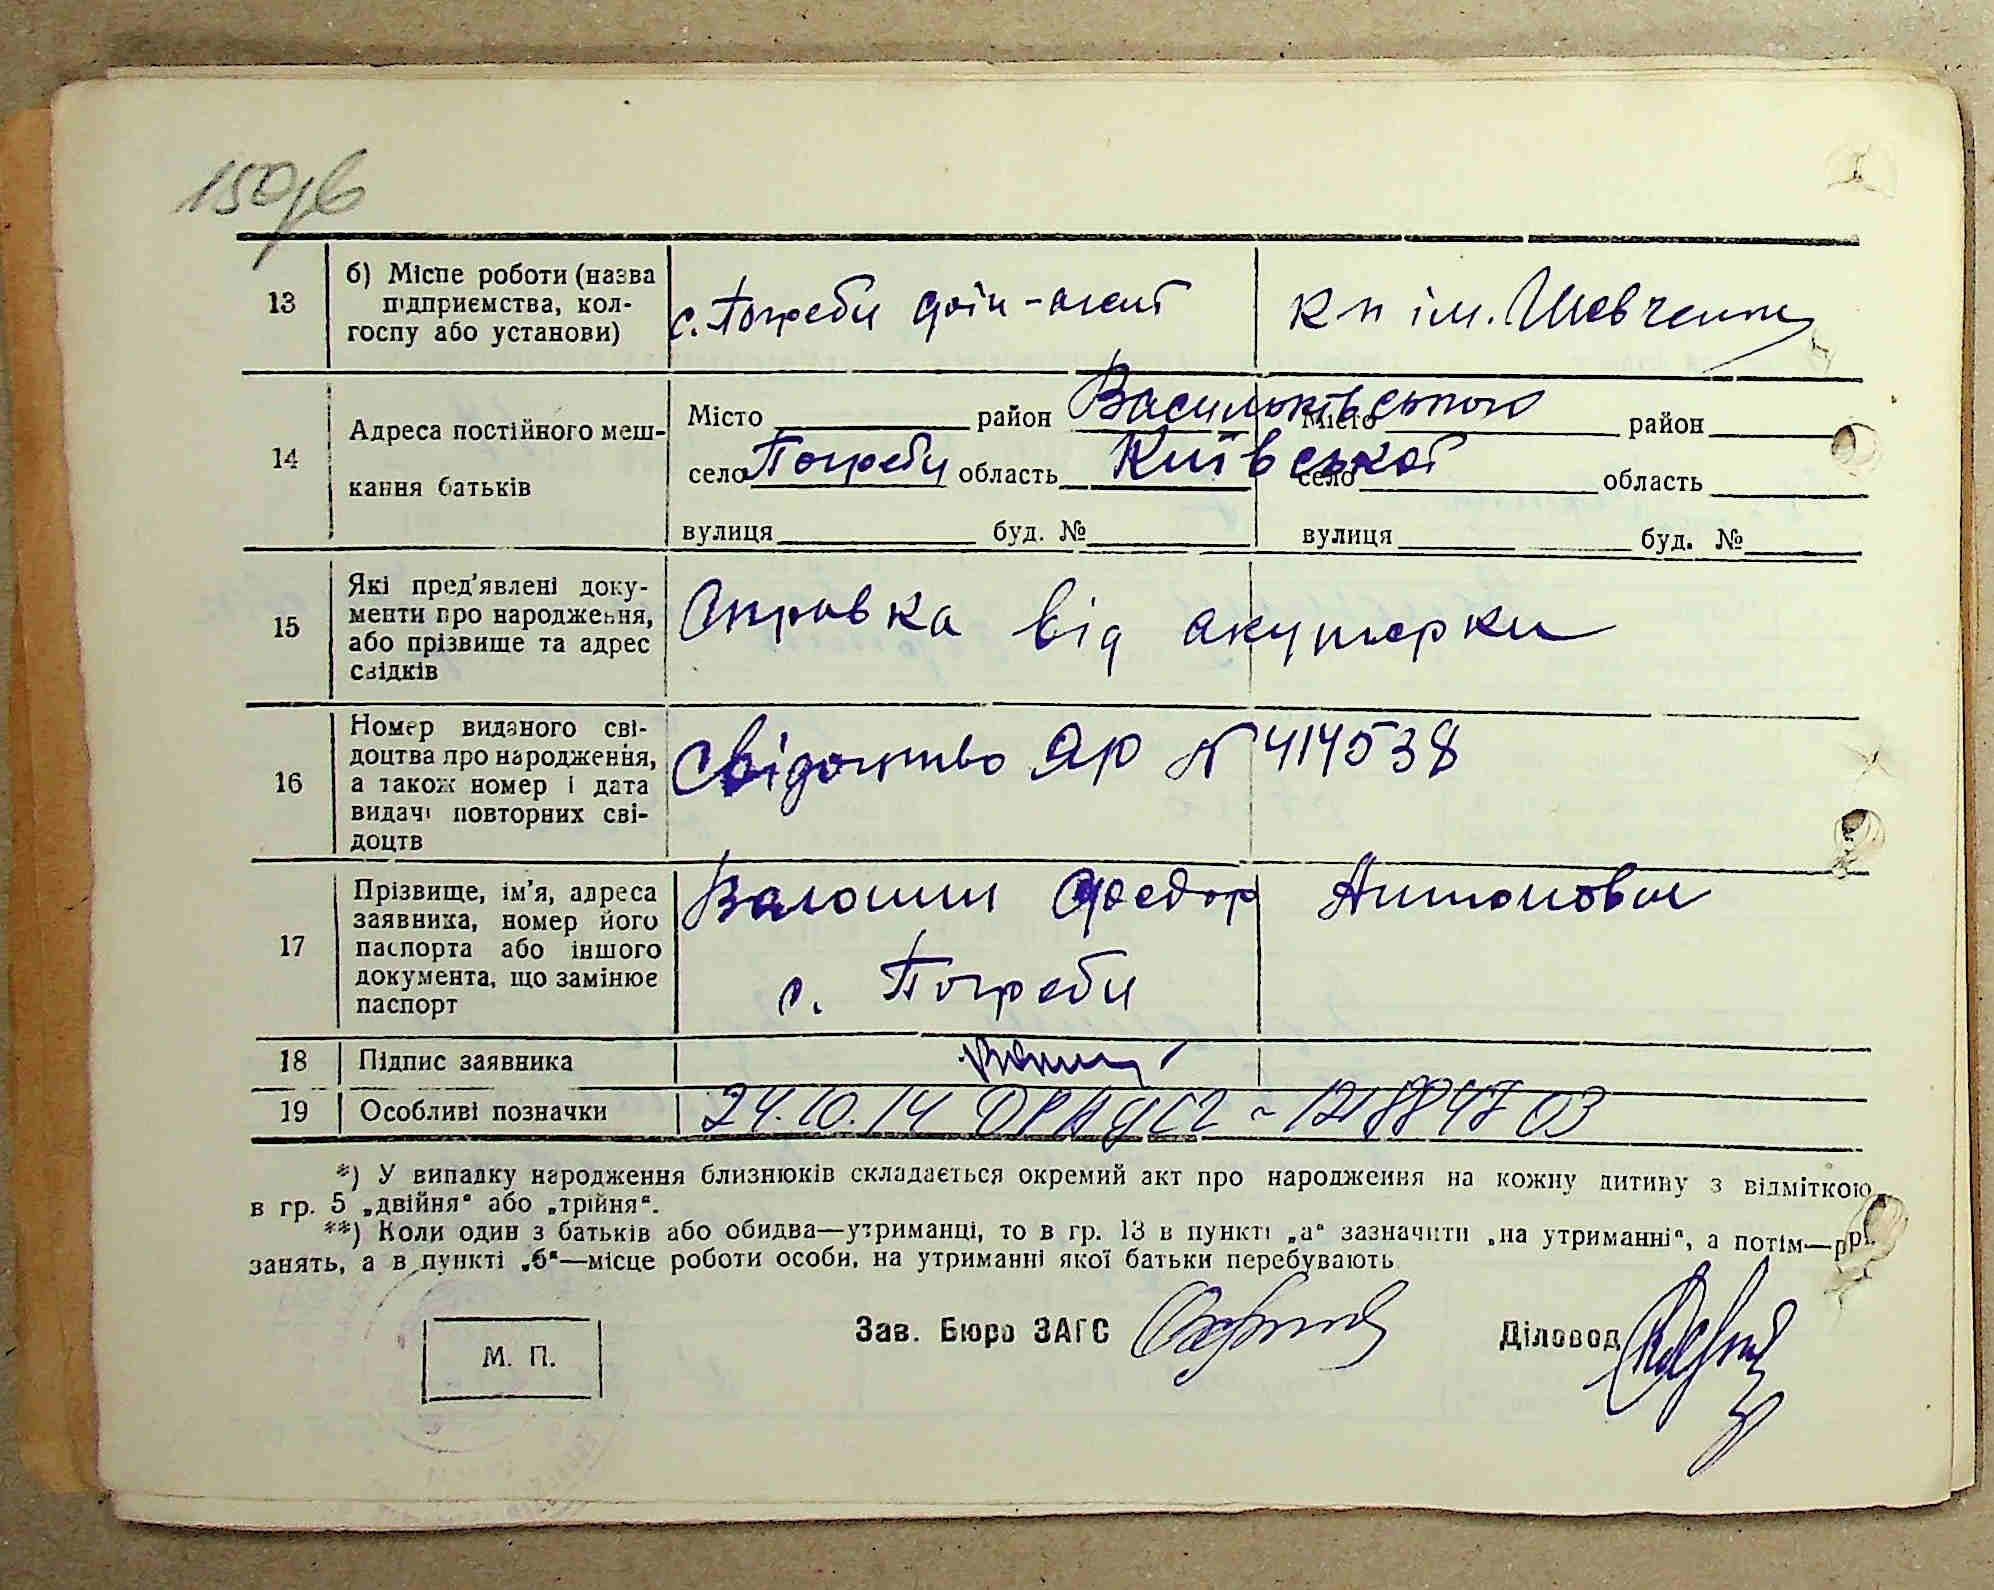 150зв
13
б) Місце роботи (назва
підприємства, кол-
госпу або установи)
с. Погреби фін-агент
кп ім. Шевченка
14
Адреса постійного меш-
кання батьків
Місто район Васильківського
село Погреби область Київської
вулиця буд. №
Місто район
село область
вулиця буд. №
15
Які пред'явлені доку-
менти про народження,
або прізвище та адрес
свідків
Справка від акушерки
16
Номер виданого сві-
доцтва про народження,
а також номер і дата
видачі повторних сві-
доцтв
Свідоцтво ЯР N 414538
17
Прізвище, ім'я, адреса
заявника, номер його
паспорта або іншого
документа, що замінює
паспорт
Валошин Федор Антонович
с. Погреби
18
Підпис заявника
19
Особливі позначки
24.10.14 ДРАЦСГ
*) У випадку народження близнюків складається окремий акт про народження на кожну дитину з відміткою
в гр. 5 „двійня“ або „трійня“.
**) Коли один з батьків або обидва—утриманці, то в гр. 13 в пункті „а“ зазначити „на утриманні“, а потім—
занять, а в пункті „б“—місце роботи особи, на утриманні якої батьки перебувають
М. П.
Зав. Бюро ЗАГС
Діловод